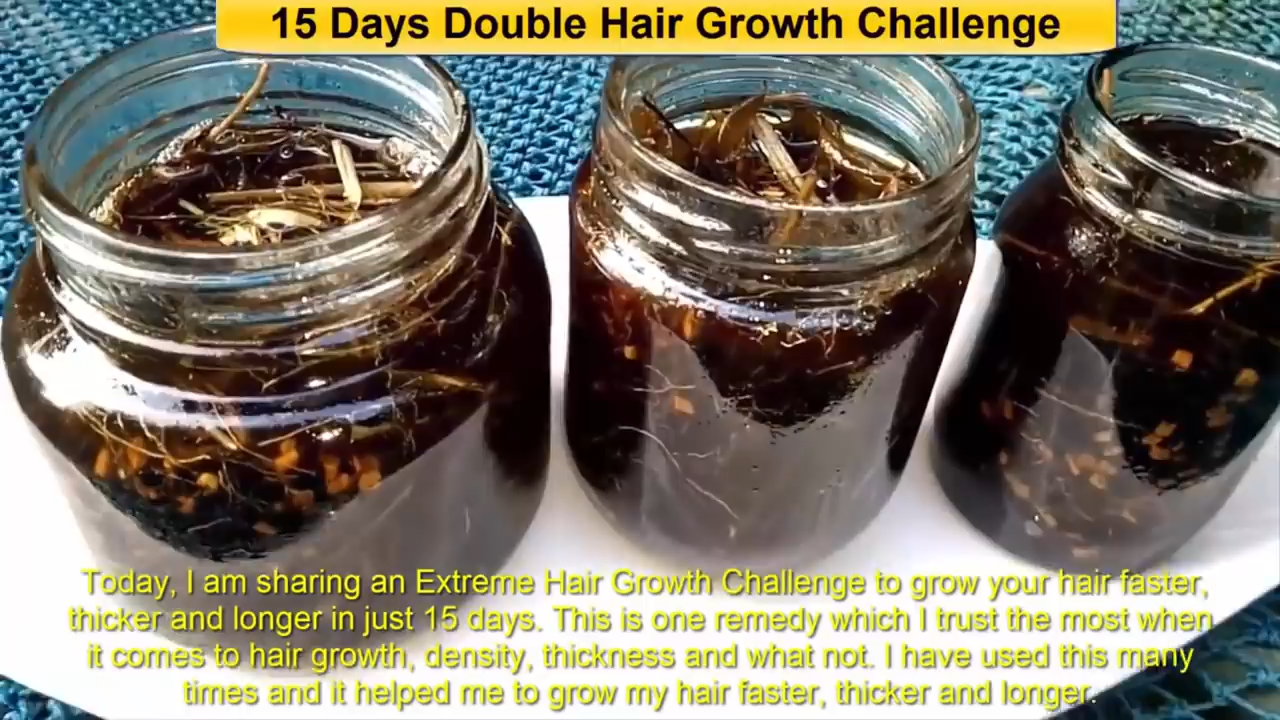 15 Days Double Hair Growth Challenge
Today, I am sharing an Extreme Hair Growth Challenge to grow your hair faster,
thicker and longer in just 15 days. This is one remedy which I trust the most when
it comes to hair growth, density, thickness and what not. I have used this many
times and it helped me to grow my hair faster, thicker and longer.